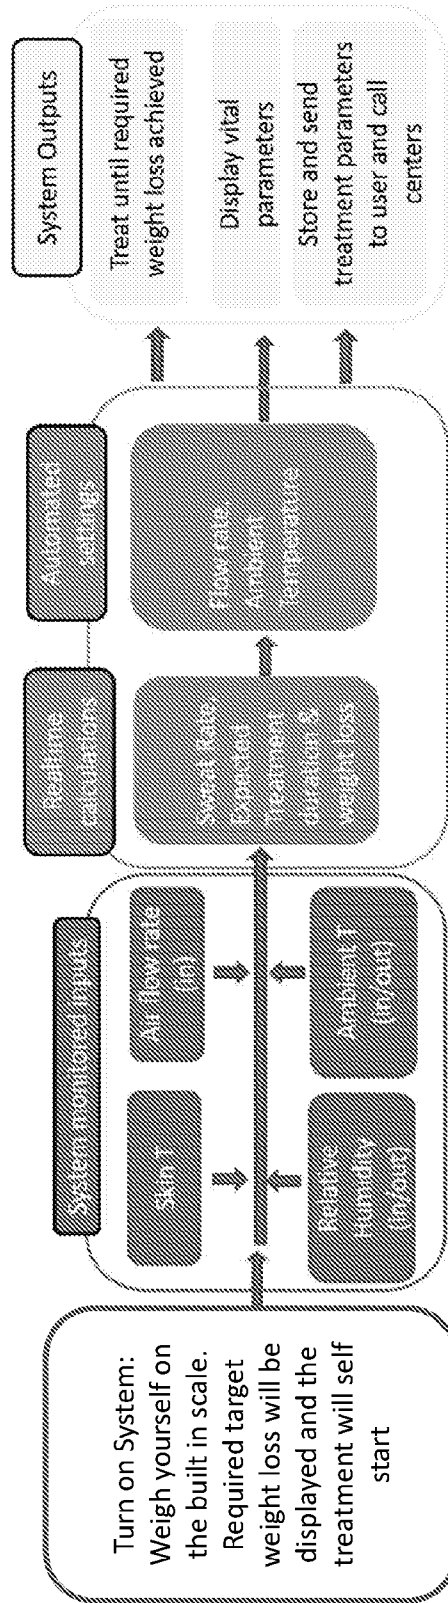 Turn on System:
Weigh yourself on
the built in scale.
Required target
weight loss will be
displayed and the
treatment will self
start
System monitored inputs
Skin T
Air flow rate
(in)
Relative
Humidity
(in/out)
Ambient T
(in/out)
Realtime
calculations
Sweat Rate,
Expected
treatment
duration &
weight loss
Automated
settings
Flow rate
Ambient
Temperature
System Outputs
Treat until required
weight loss achieved
Display vital
parameters
Store and send
treatment parameters
to user and call
centers